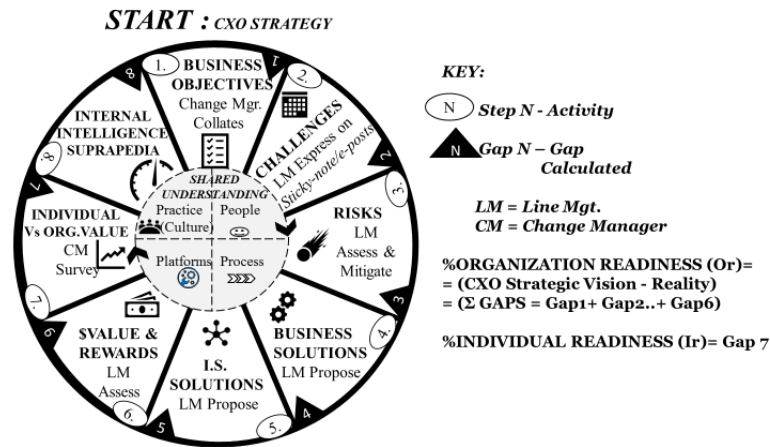 START : CXO STRATEGY
1.
BUSINESS
OBJECTIVES
Change Mgr.
Collates
1
2.
CHALLENGES
LM Express on
Sticky-note/e-posts
2
3.
RISKS
LM
Assess &
Mitigate
3
4.
BUSINESS
SOLUTIONS
LM Propose
4
5.
I.S.
SOLUTIONS
LM Propose
5
6.
$VALUE &
REWARDS
LM
Assess
6
7.
INDIVIDUAL
Vs ORG.VALUE
CM
Survey
7
8.
INTERNAL
INTELLIGENCE
SUPRAPEDIA
8
SHARED
UNDERSTANDING
Practice
(Culture)
People
Platforms
Process
KEY:
N Step N - Activity
N Gap N – Gap
Calculated
LM = Line Mgt.
CM = Change Manager
%ORGANIZATION READINESS (Or)=
= (CXO Strategic Vision - Reality)
= (Σ GAPS = Gap1+ Gap2..+ Gap6)
%INDIVIDUAL READINESS (Ir)= Gap 7